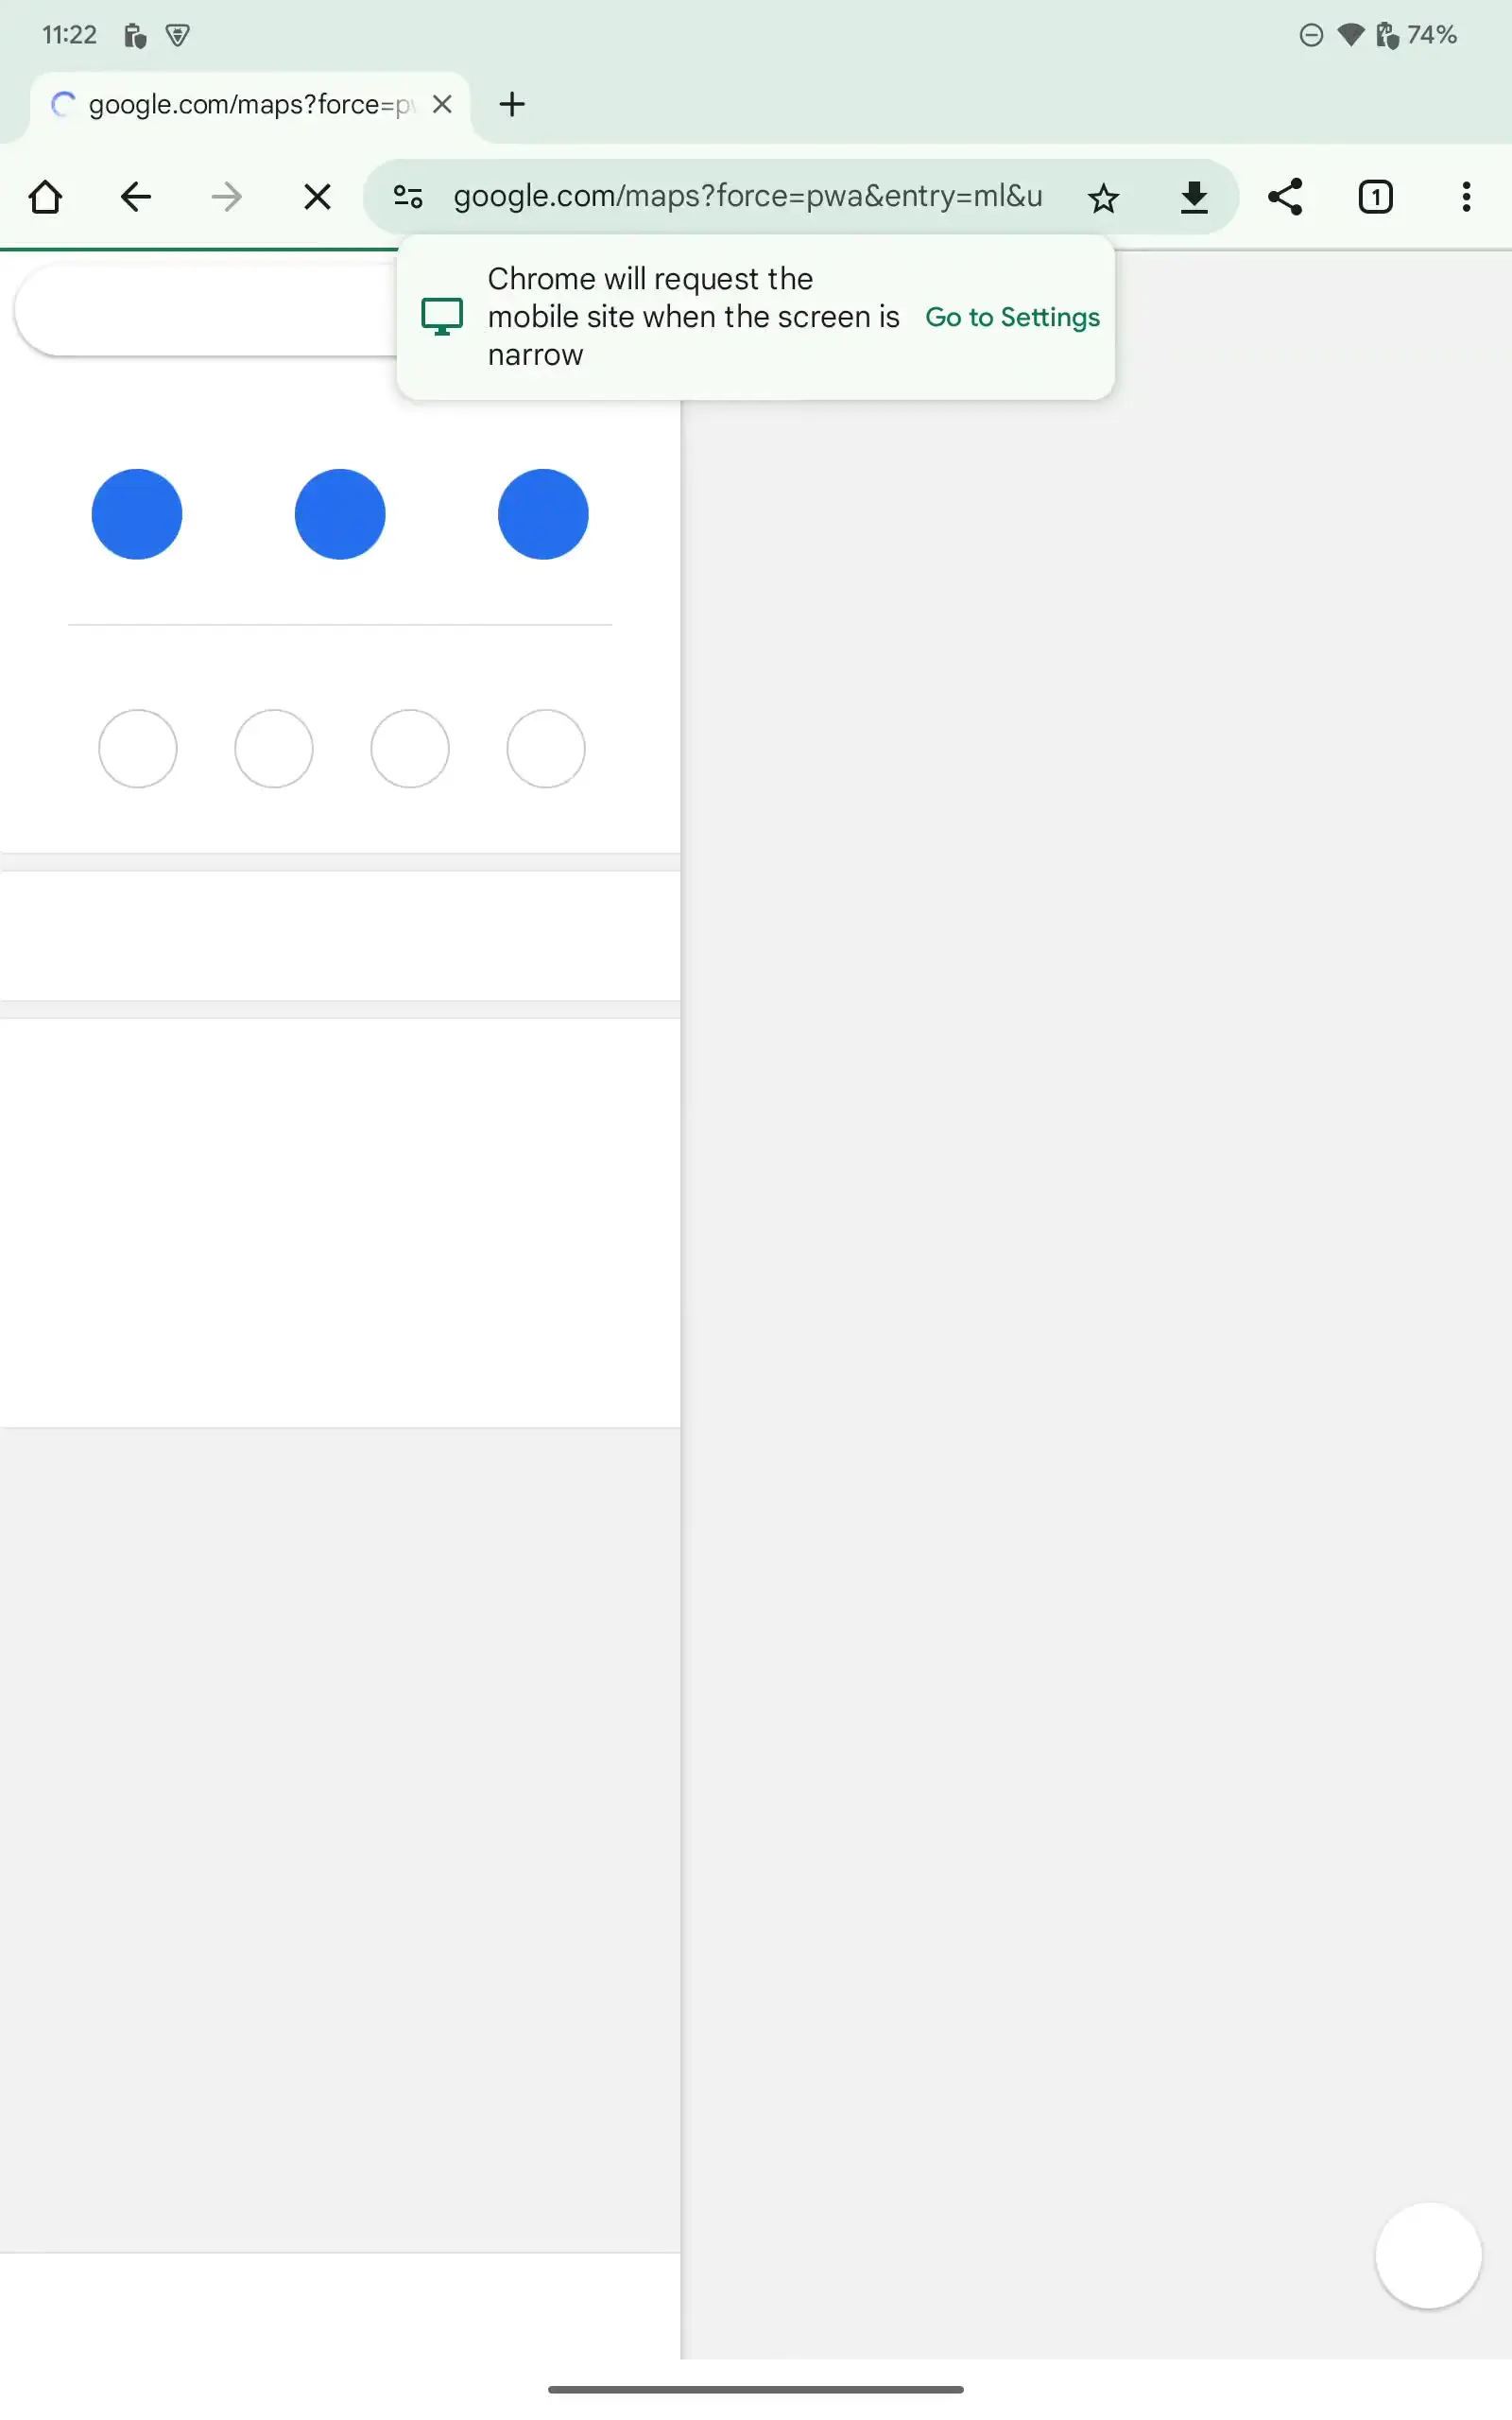 11:22
74%
google.com/maps?force=p
google.com/maps?force=pwa&entry=ml&u
1
Chrome will request the
mobile site when the screen is
narrow
Go to Settings